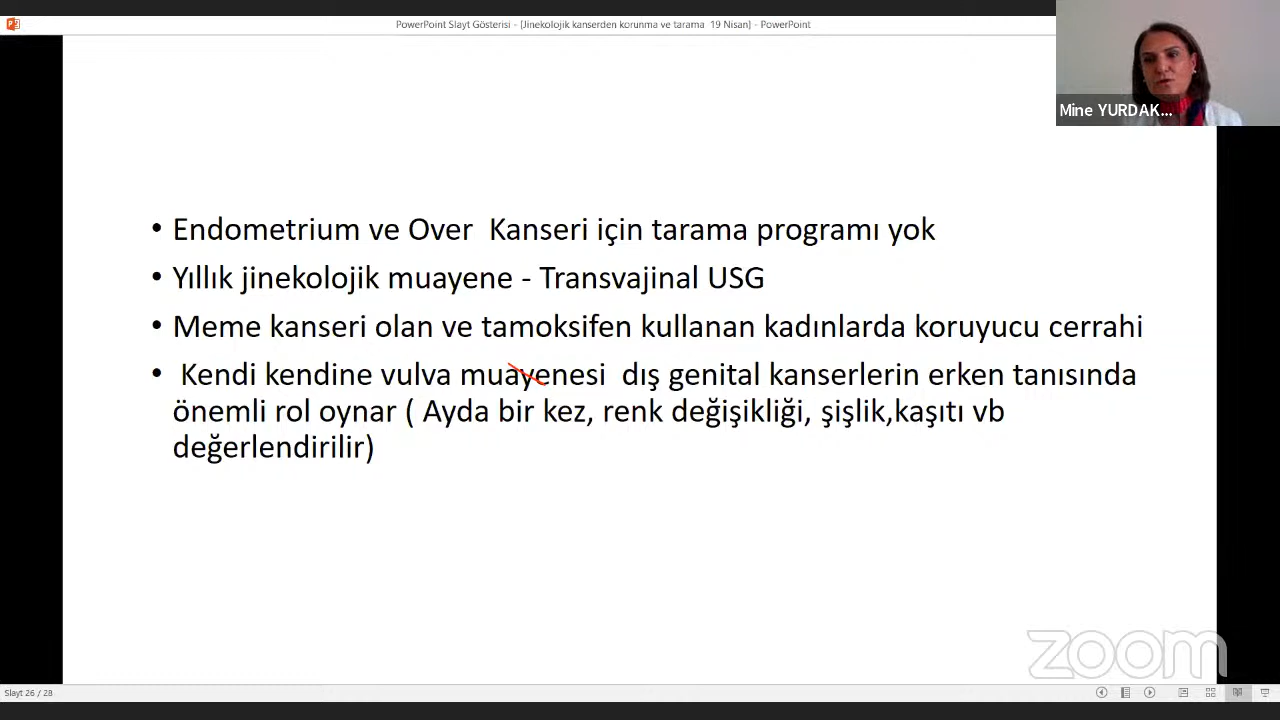 PowerPoint Slayt Gösterisi - [Jinekolojik kanserden korunma ve tarama 19 Nisan] - PowerPoint
Mine YURDAK...
• Endometrium ve Over Kanseri için tarama programı yok
• Yıllık jinekolojik muayene - Transvajinal USG
• Meme kanseri olan ve tamoksifen kullanan kadınlarda koruyucu cerrahi
• Kendi kendine vulva muayenesi dış genital kanserlerin erken tanısında
önemli rol oynar ( Ayda bir kez, renk değişikliği, şişlik,kaşıtı vb
değerlendirilir)
zoom
Slayt 26 / 28